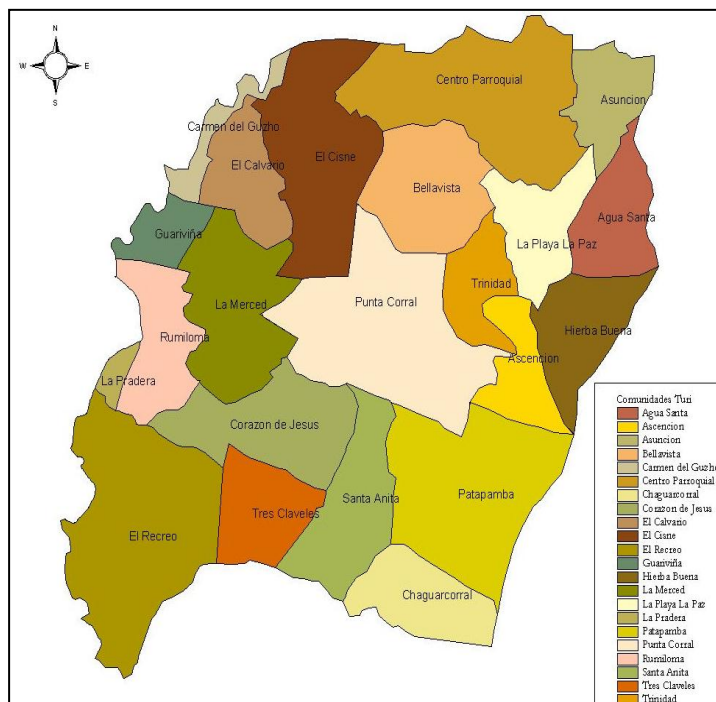 N
W E
S
Centro Parroquial
Asuncion
Carmen del Guzho
El Cisne
El Calvario
Bellavista
Agua Santa
Guariviña
La Playa La Paz
Trinidad
La Merced
Punta Corral
Rumiloma
Hierba Buena
Ascencion
La Pradera
Corazon de Jesus
Santa Anita
Patapamba
Tres Claveles
El Recreo
Chaguarcorral
Comunidades Turi
Agua Santa
Ascencion
Asuncion
Bellavista
Carmen del Guzho
Centro Parroquial
Chaguarcorral
Corazon de Jesus
El Calvario
El Cisne
El Recreo
Guariviña
Hierba Buena
La Merced
La Playa La Paz
La Pradera
Patapamba
Punta Corral
Rumiloma
Santa Anita
Tres Claveles
Trinidad